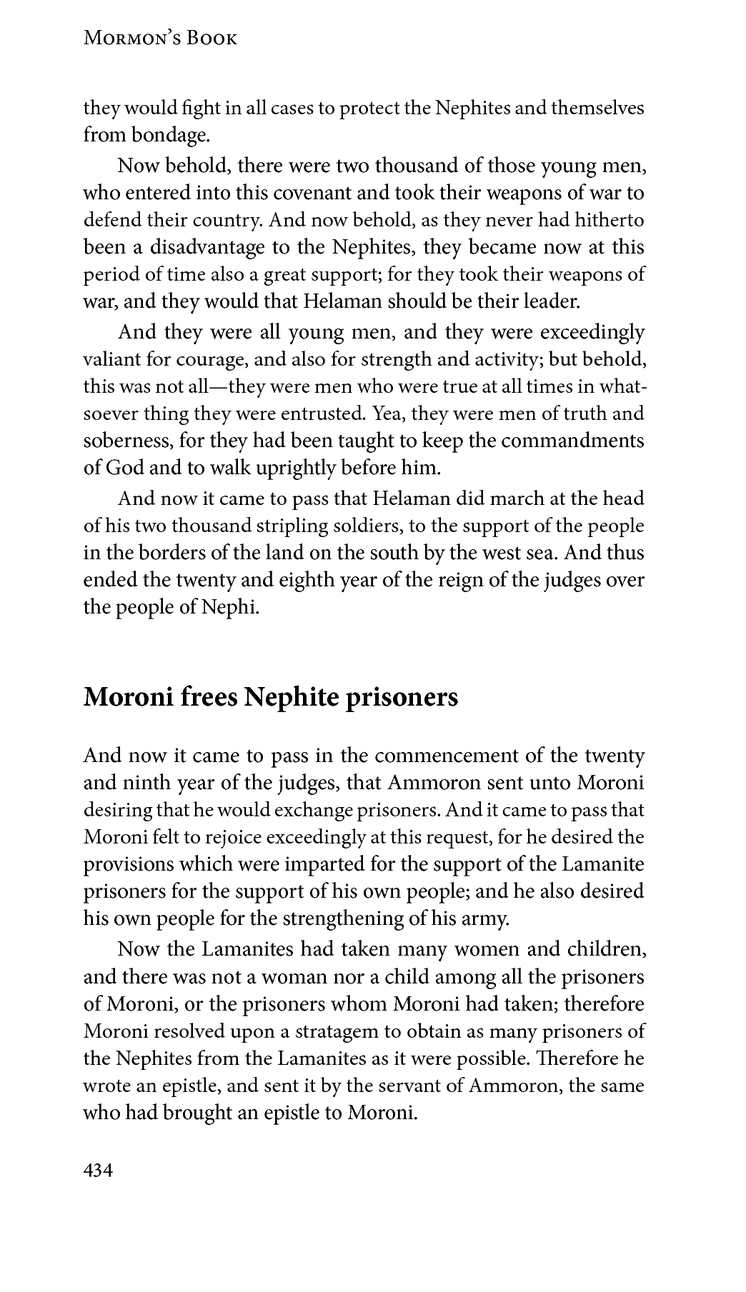 Mormon’s Book
they would fight in all cases to protect the Nephites and themselves
from bondage.
Now behold, there were two thousand of those young men,
who entered into this covenant and took their weapons of war to
defend their country. And now behold, as they never had hitherto
been a disadvantage to the Nephites, they became now at this
period of time also a great support; for they took their weapons of
war, and they would that Helaman should be their leader.
And they were all young men, and they were exceedingly
valiant for courage, and also for strength and activity; but behold,
this was not all—they were men who were true at all times in what-
soever thing they were entrusted. Yea, they were men of truth and
soberness, for they had been taught to keep the commandments
of God and to walk uprightly before him.
And now it came to pass that Helaman did march at the head
of his two thousand stripling soldiers, to the support of the people
in the borders of the land on the south by the west sea. And thus
ended the twenty and eighth year of the reign of the judges over
the people of Nephi.
Moroni frees Nephite prisoners
And now it came to pass in the commencement of the twenty
and ninth year of the judges, that Ammoron sent unto Moroni
desiring that he would exchange prisoners. And it came to pass that
Moroni felt to rejoice exceedingly at this request, for he desired the
provisions which were imparted for the support of the Lamanite
prisoners for the support of his own people; and he also desired
his own people for the strengthening of his army.
Now the Lamanites had taken many women and children,
and there was not a woman nor a child among all the prisoners
of Moroni, or the prisoners whom Moroni had taken; therefore
Moroni resolved upon a stratagem to obtain as many prisoners of
the Nephites from the Lamanites as it were possible. Therefore he
wrote an epistle, and sent it by the servant of Ammoron, the same
who had brought an epistle to Moroni.
434